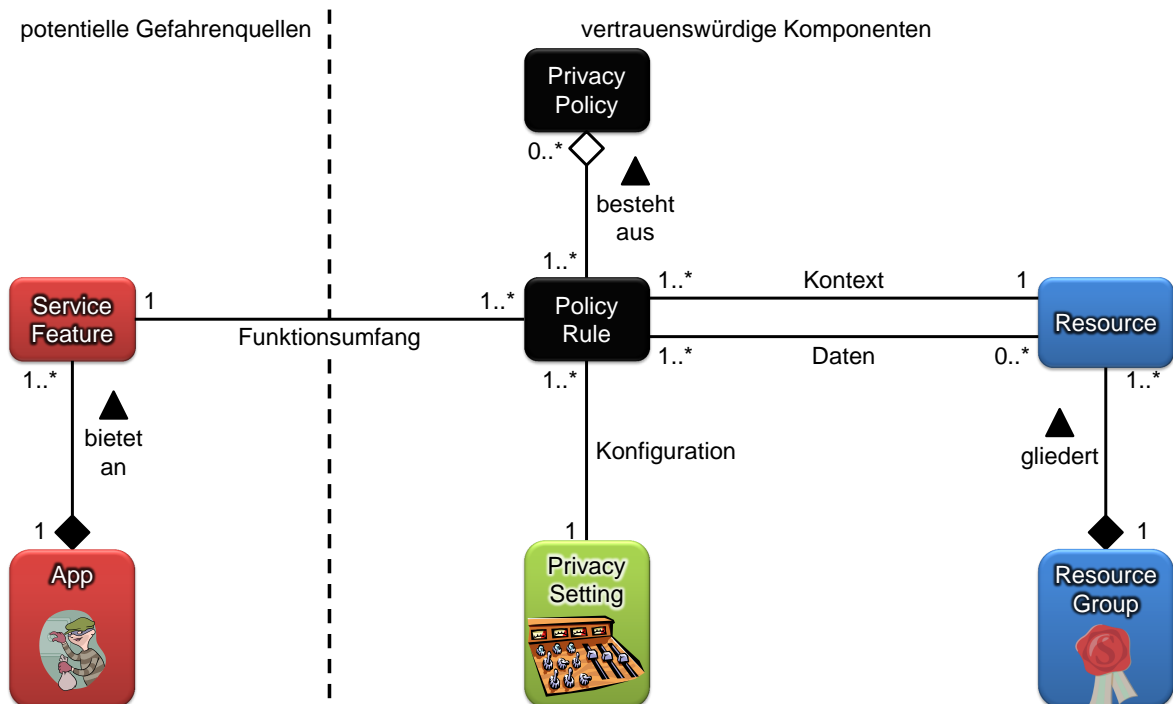 potentielle Gefahrenquellen
vertrauenswürdige Komponenten
Privacy
Policy
0..*
besteht
aus
1..*
Service
Feature
1
Funktionsumfang
1..*
Policy
Rule
1..*
Kontext
1
1..*
Daten
0..*
Resource
1..*
bietet
an
1
App
1..*
Konfiguration
1
Privacy
Setting
1..*
gliedert
1
Resource
Group
S